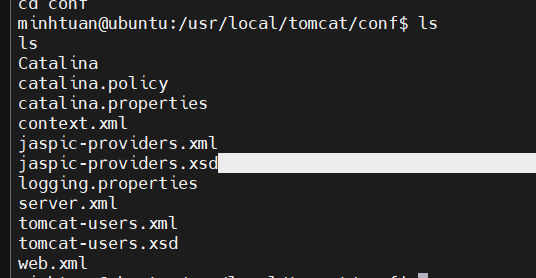 cd conf
minhtuan@ubuntu:/usr/local/tomcat/conf$ ls
ls
Catalina
catalina.policy
catalina.properties
context.xml
jaspic-providers.xml
jaspic-providers.xsd
logging.properties
server.xml
tomcat-users.xml
tomcat-users.xsd
web.xml